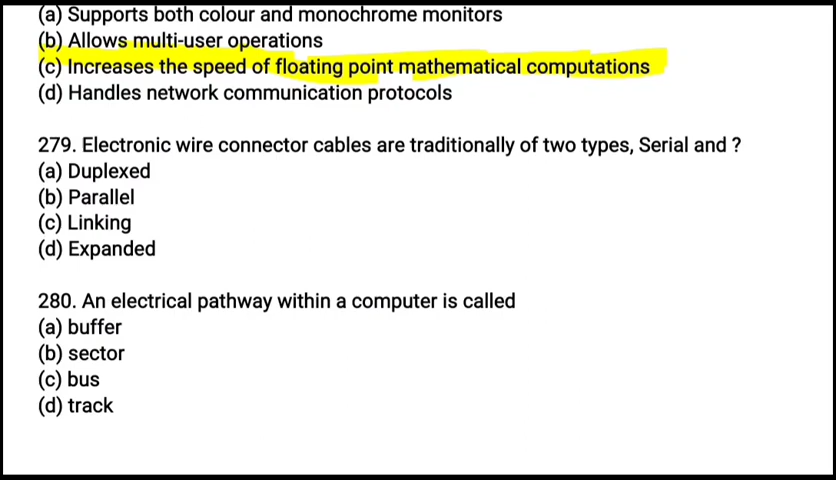 (a) Supports both colour and monochrome monitors
(b) Allows multi-user operations
(c) Increases the speed of floating point mathematical computations
(d) Handles network communication protocols
279. Electronic wire connector cables are traditionally of two types, Serial and ?
(a) Duplexed
(b) Parallel
(c) Linking
(d) Expanded
280. An electrical pathway within a computer is called
(a) buffer
(b) sector
(c) bus
(d) track